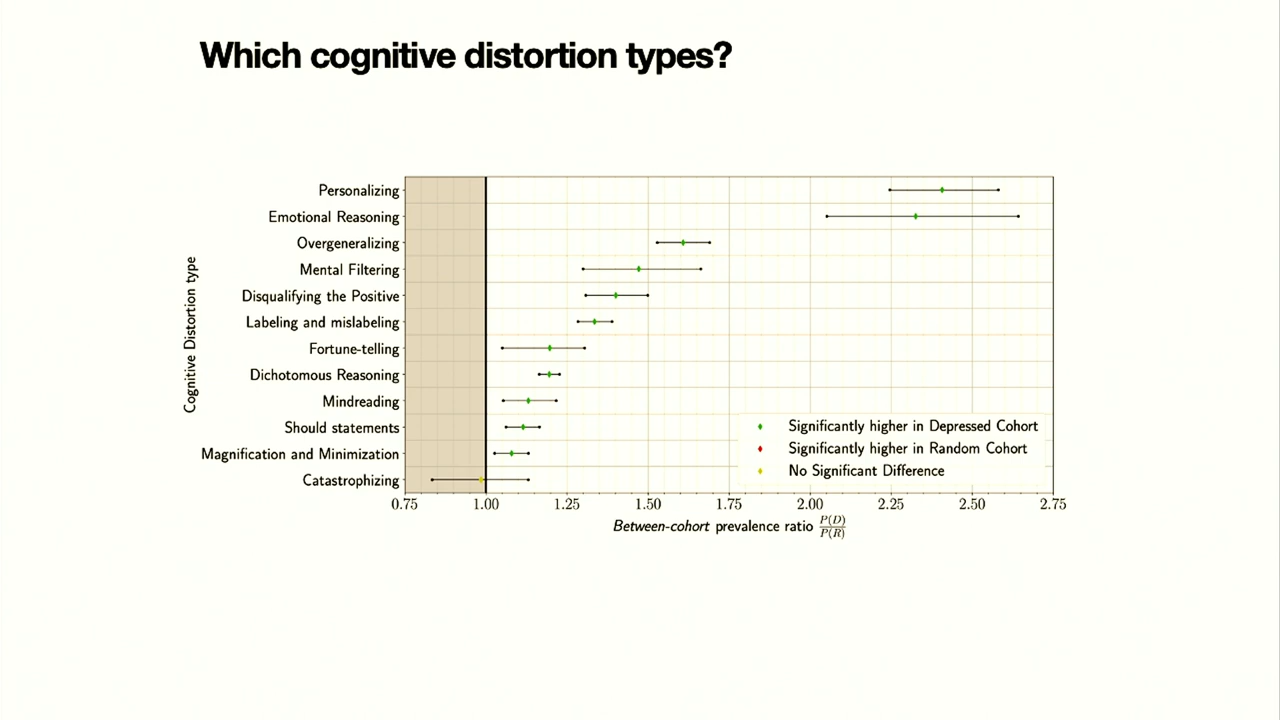 Which cognitive distortion types?
Cognitive Distortion type
Personalizing
Emotional Reasoning
Overgeneralizing
Mental Filtering
Disqualifying the Positive
Labeling and mislabeling
Fortune-telling
Dichotomous Reasoning
Mindreading
Should statements
Magnification and Minimization
Catastrophizing
Significantly higher in Depressed Cohort
Significantly higher in Random Cohort
No Significant Difference
0.75 1.00 1.25 1.50 1.75 2.00 2.25 2.50 2.75
Between-cohort prevalence ratio P(D)/P(R)